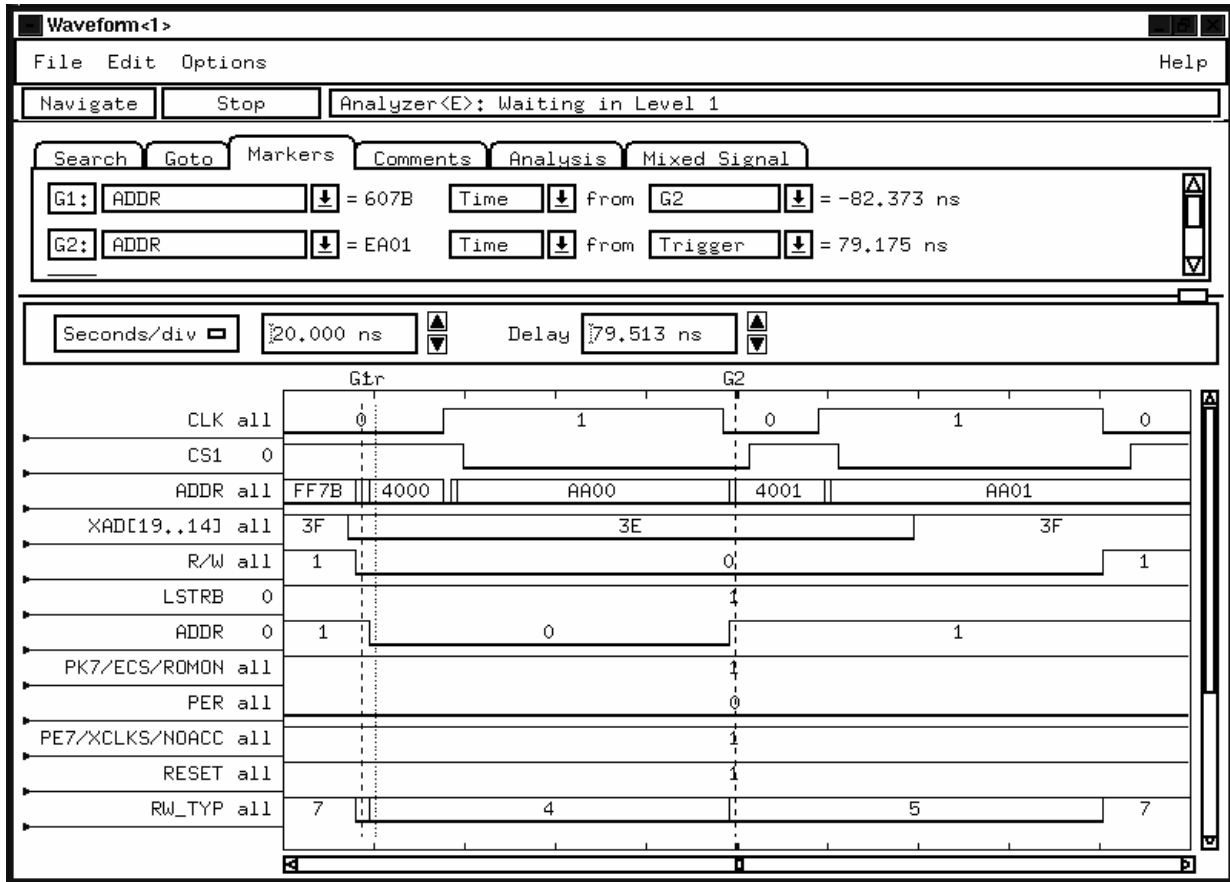 Waveform<1>
File Edit Options Help
Navigate Stop Analyzer<E>: Waiting in Level 1
Search Goto Markers Comments Analysis Mixed Signal
G1: ADDR = 607B Time from G2 = -82.373 ns
G2: ADDR = EA01 Time from Trigger = 79.175 ns
Seconds/div 20.000 ns Delay 79.513 ns
G1 Tr G2
CLK all 0 1 0 1 0
CS1 0
ADDR all FF7B 4000 AA00 4001 AA01
XAD[19..14] all 3F 3E 3F
R/W all 1 0 1
LSTRB 0 1
ADDR 0 1 0 1
PK7/ECS/ROMON all 1
PER all 0
PE7/XCLKS/NOACC all 1
RESET all 1
RW_TYP all 7 4 5 7